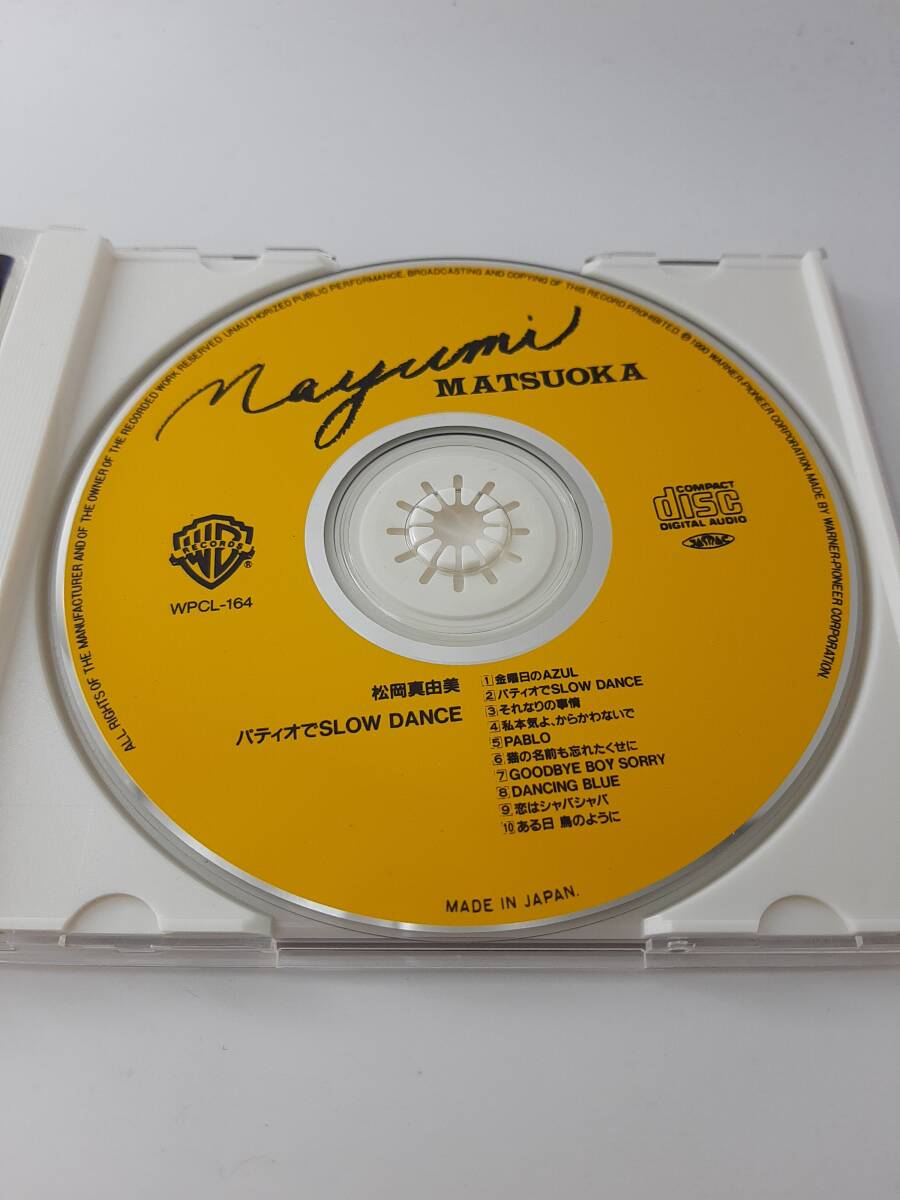 ALL RIGHTS OF THE MANUFACTURER AND OF THE OWNER OF THE RECORDED WORK RESERVED. UNAUTHORIZED PUBLIC PERFORMANCE, BROADCASTING AND COPYING OF THIS RECORD PROHIBITED ℗1990 WARNER-PIONEER CORPORATION, MADE BY WARNER-PIONEER CORPORATION.
Mayumi
MATSUOKA
COMPACT
disc
DIGITAL AUDIO
JASRAC
RECORDS
®
WPCL-164
松岡真由美
パティオでSLOW DANCE
1 金曜日のAZUL
2 パティオでSLOW DANCE
3 それなりの事情
4 私本気よ、からかわないで
5 PABLO
6 猫の名前も忘れたくせに
7 GOODBYE BOY SORRY
8 DANCING BLUE
9 恋はシャバシャバ
10 ある日 鳥のように
MADE IN JAPAN.